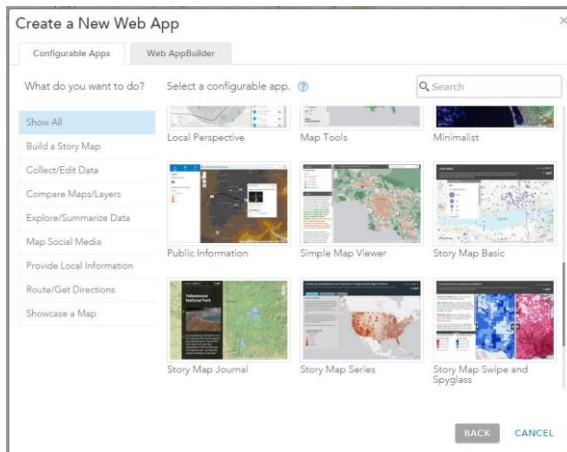 Create a New Web App
×
Configurable Apps
Web AppBuilder
What do you want to do?
Select a configurable app. ?
Search
Show All
Build a Story Map
Collect/Edit Data
Compare Maps/Layers
Explore/Summarize Data
Map Social Media
Provide Local Information
Route/Get Directions
Showcase a Map
Local Perspective
Map Tools
Minimalist
Public Information
Simple Map Viewer
Story Map Basic
Yellowstone
National Park
Story Map Journal
Story Map Series
Story Map Swipe and
Spyglass
BACK
CANCEL